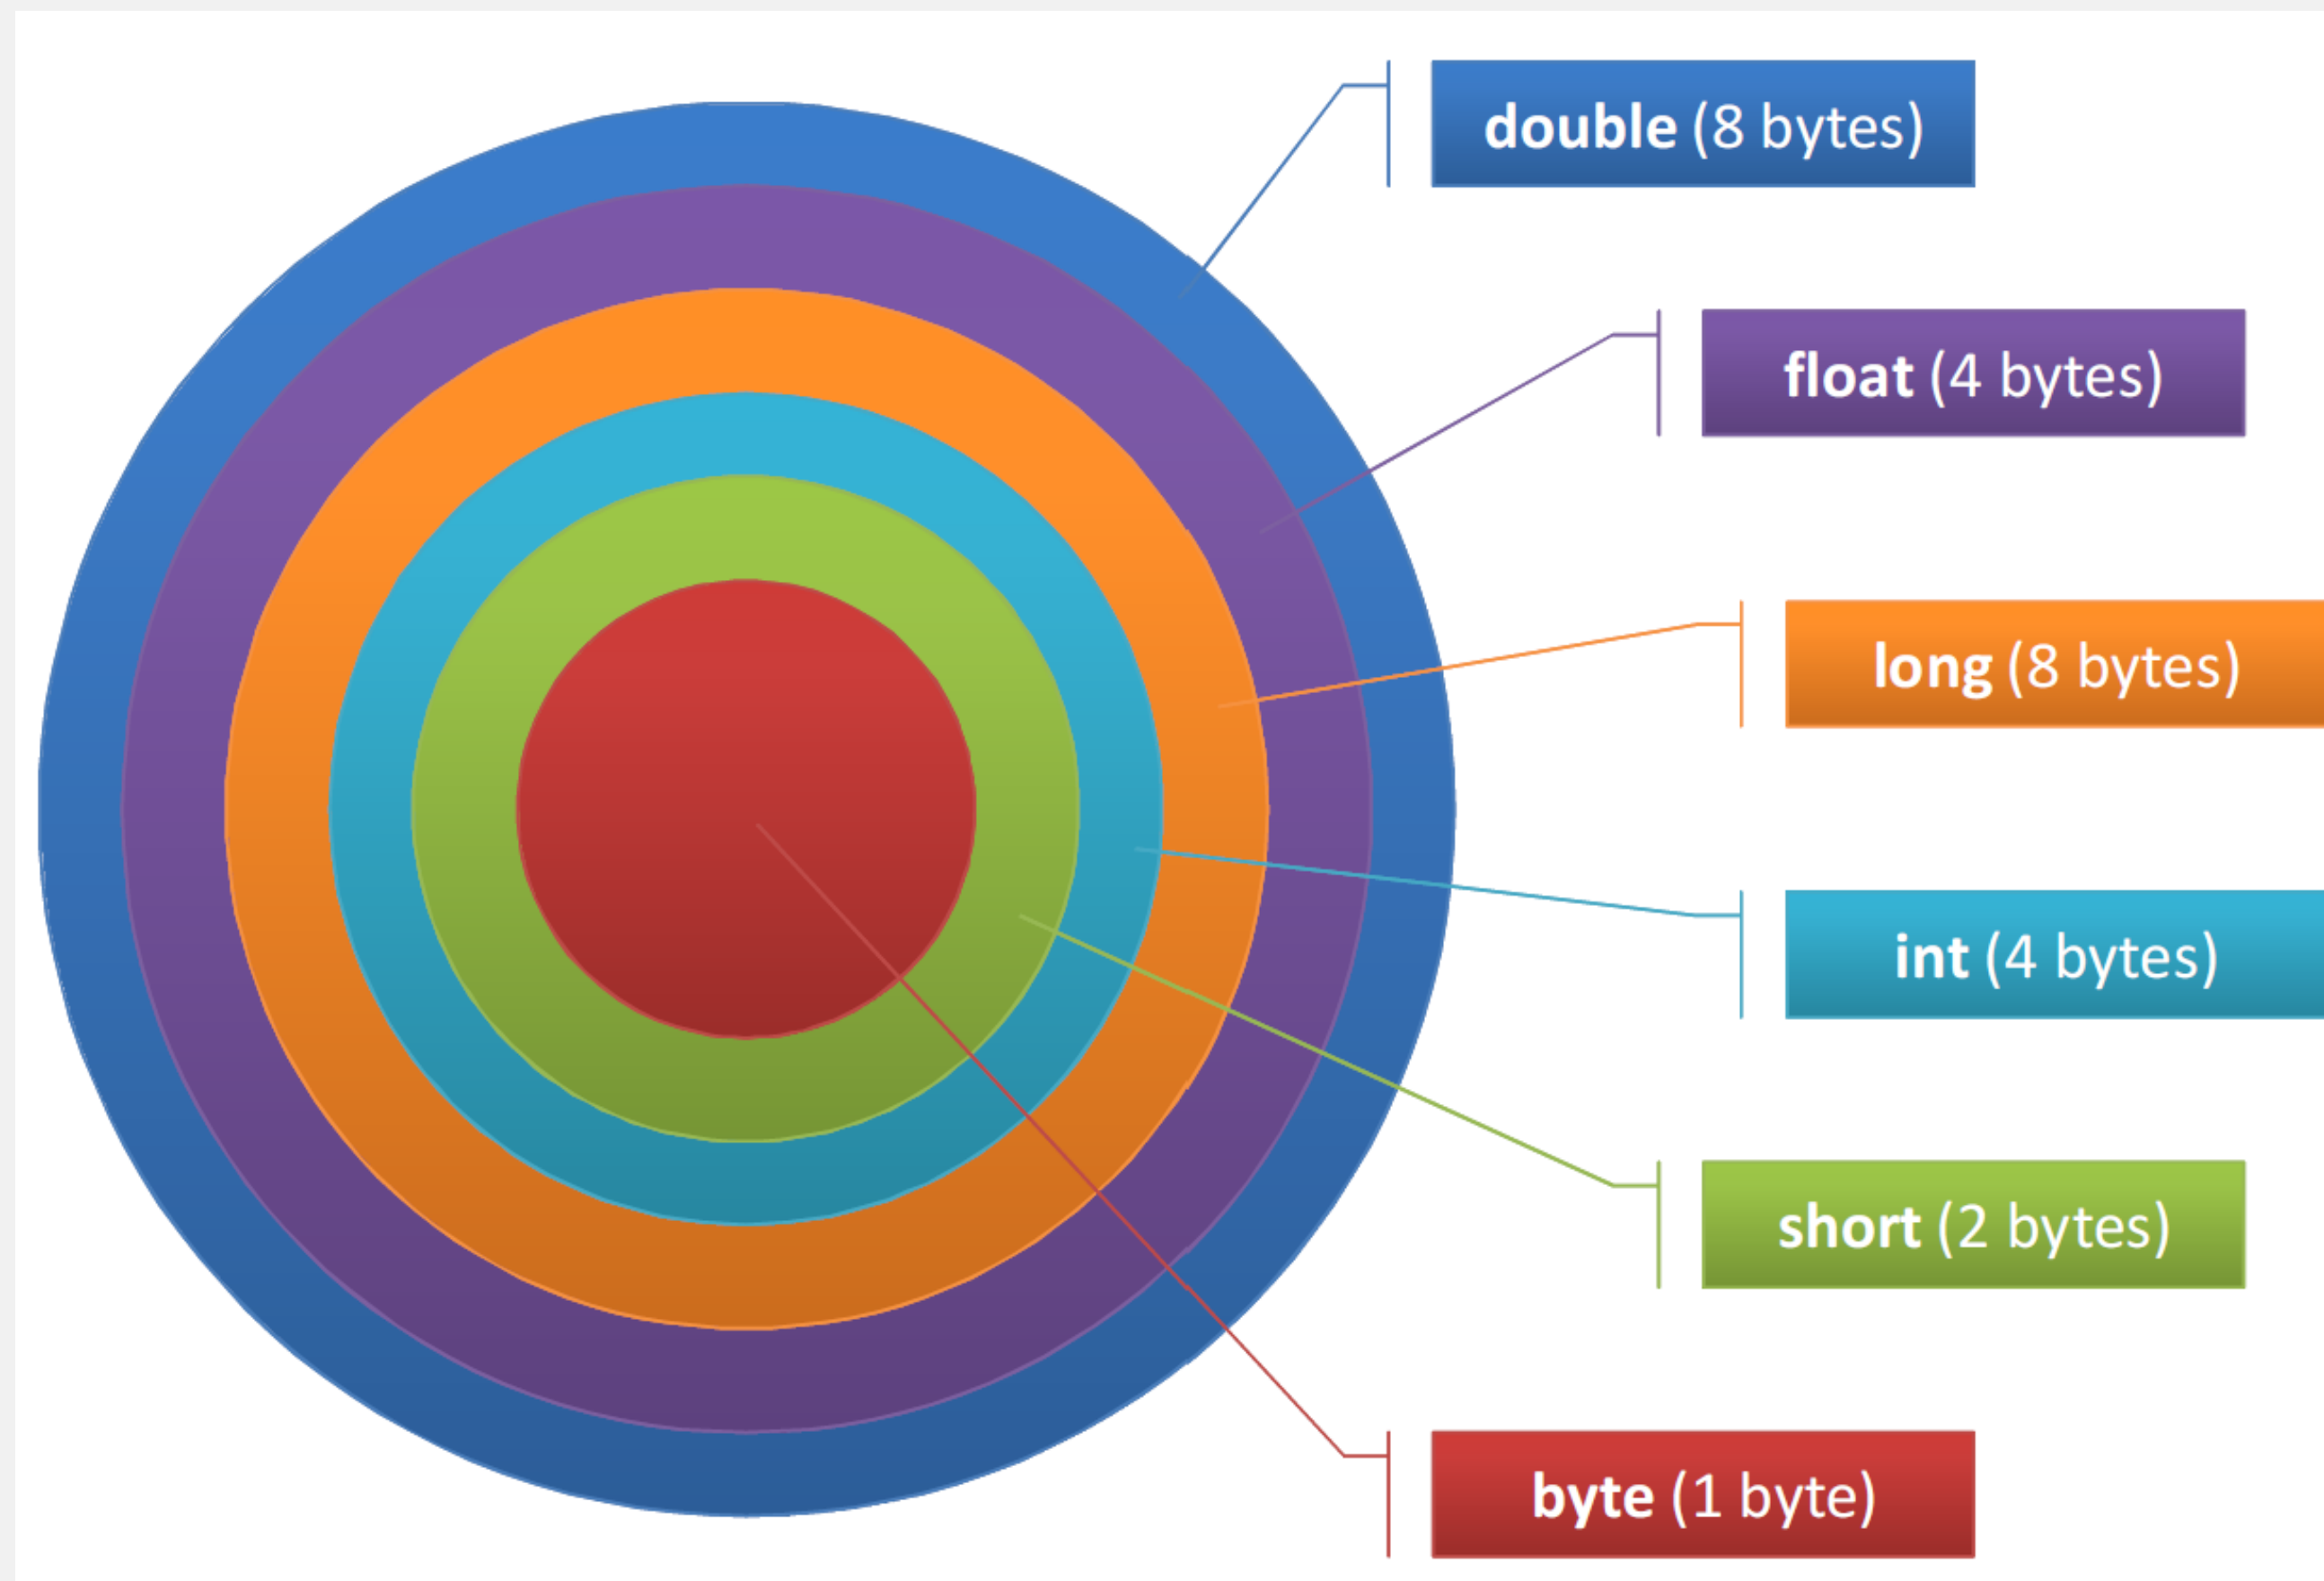 double (8 bytes)
float (4 bytes)
long (8 bytes)
int (4 bytes)
short (2 bytes)
byte (1 byte)